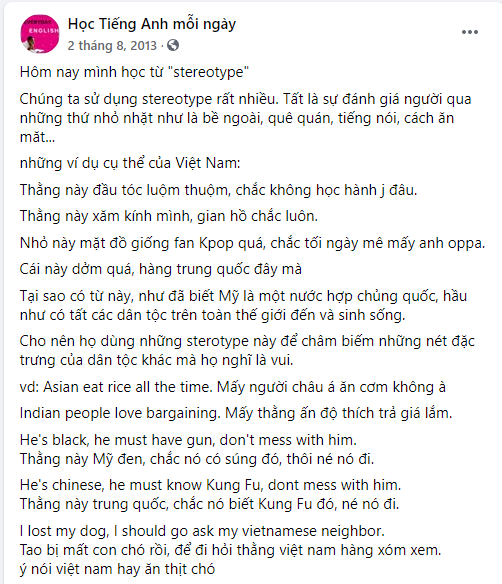 EVERYDAY
ENGLISH
Học Tiếng Anh mỗi ngày
2 tháng 8, 2013 ·
Hôm nay mình học từ "stereotype"
Chúng ta sử dụng stereotype rất nhiều. Tất là sự đánh giá người qua
những thứ nhỏ nhặt như là bề ngoài, quê quán, tiếng nói, cách ăn
mặt...
những ví dụ cụ thể của Việt Nam:
Thằng này đầu tóc luộm thuộm, chắc không học hành j đâu.
Thằng này xăm kính mình, gian hồ chắc luôn.
Nhỏ này mặt đồ giống fan Kpop quá, chắc tối ngày mê mấy anh oppa.
Cái này dởm quá, hàng trung quốc đây mà
Tại sao có từ này, như đã biết Mỹ là một nước hợp chủng quốc, hầu
như có tất các dân tộc trên toàn thế giới đến và sinh sống.
Cho nên họ dùng những sterotype này để châm biếm những nét đặc
trưng của dân tộc khác mà họ nghĩ là vui.
vd: Asian eat rice all the time. Mấy người châu á ăn cơm không à
Indian people love bargaining. Mấy thằng ấn độ thích trả giá lắm.
He's black, he must have gun, don't mess with him.
Thằng này Mỹ đen, chắc nó có súng đó, thôi né nó đi.
He's chinese, he must know Kung Fu, dont mess with him.
Thằng này trung quốc, chắc nó biết Kung Fu đó, né nó đi.
I lost my dog, I should go ask my vietnamese neighbor.
Tao bị mất con chó rồi, để đi hỏi thằng việt nam hàng xóm xem.
ý nói việt nam hay ăn thịt chó